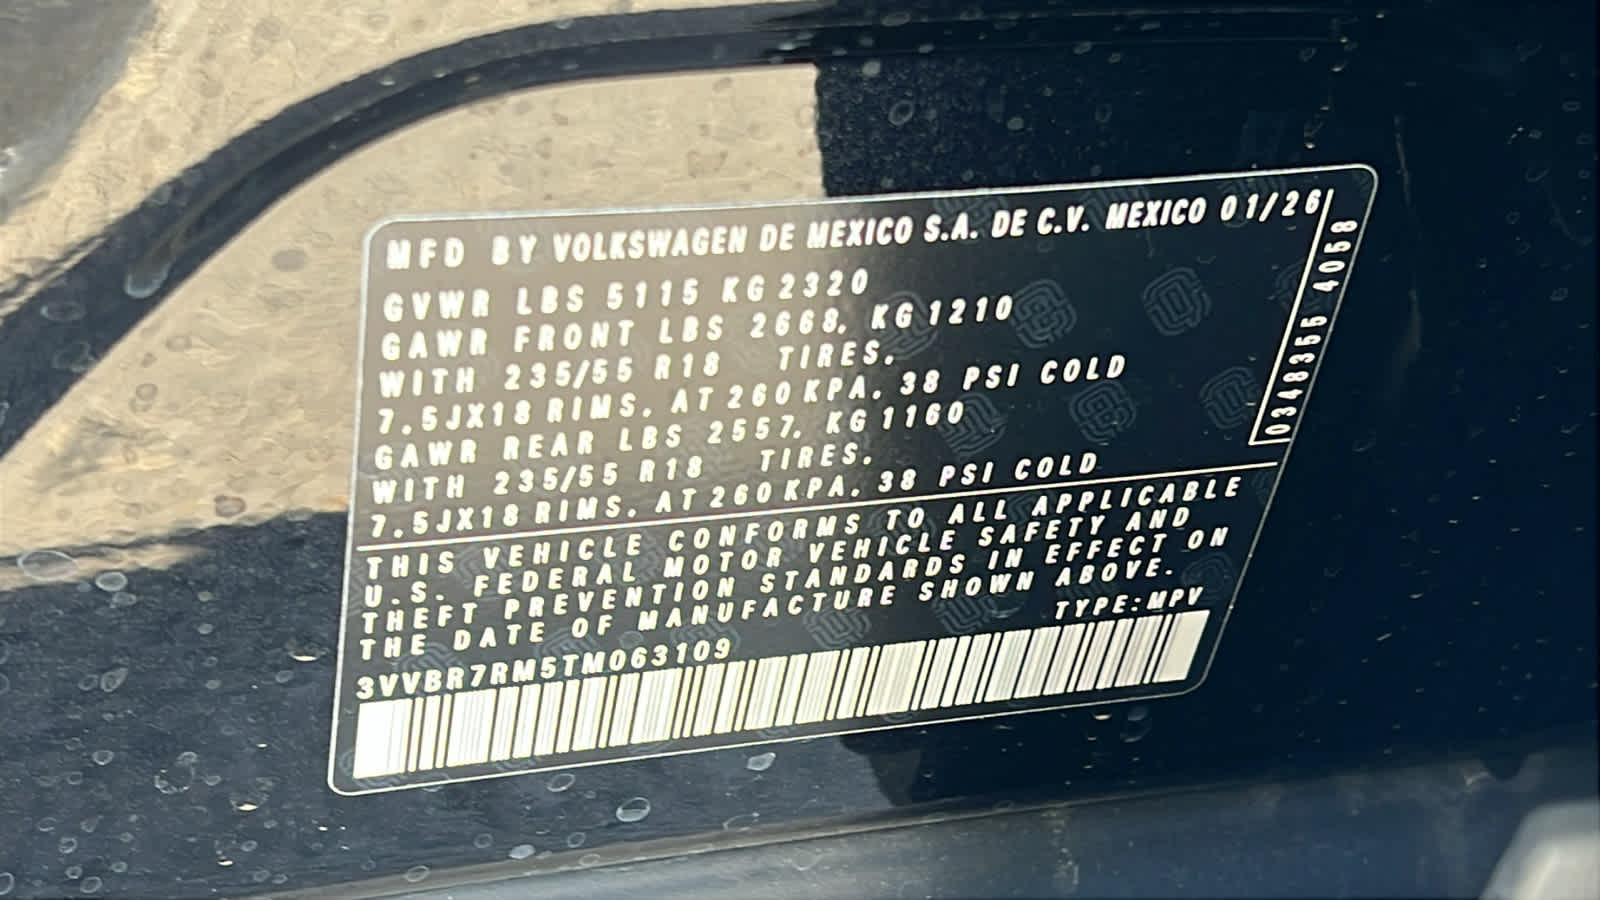 MFD BY VOLKSWAGEN DE MEXICO S.A. DE C.V. MEXICO 01/26
GVWR LBS 5115 KG 2320
GAWR FRONT LBS 2668, KG 1210
WITH 235/55 R18 TIRES.
7.5JX18 RIMS. AT 260 KPA. 38 PSI COLD
GAWR REAR LBS 2557, KG 1160
WITH 235/55 R18 TIRES.
7.5JX18 RIMS. AT 260 KPA. 38 PSI COLD
0348355 4058
THIS VEHICLE CONFORMS TO ALL APPLICABLE
U.S. FEDERAL MOTOR VEHICLE SAFETY AND
THEFT PREVENTION STANDARDS IN EFFECT ON
THE DATE OF MANUFACTURE SHOWN ABOVE.
TYPE: MPV
3VVBR7RM5TM063109